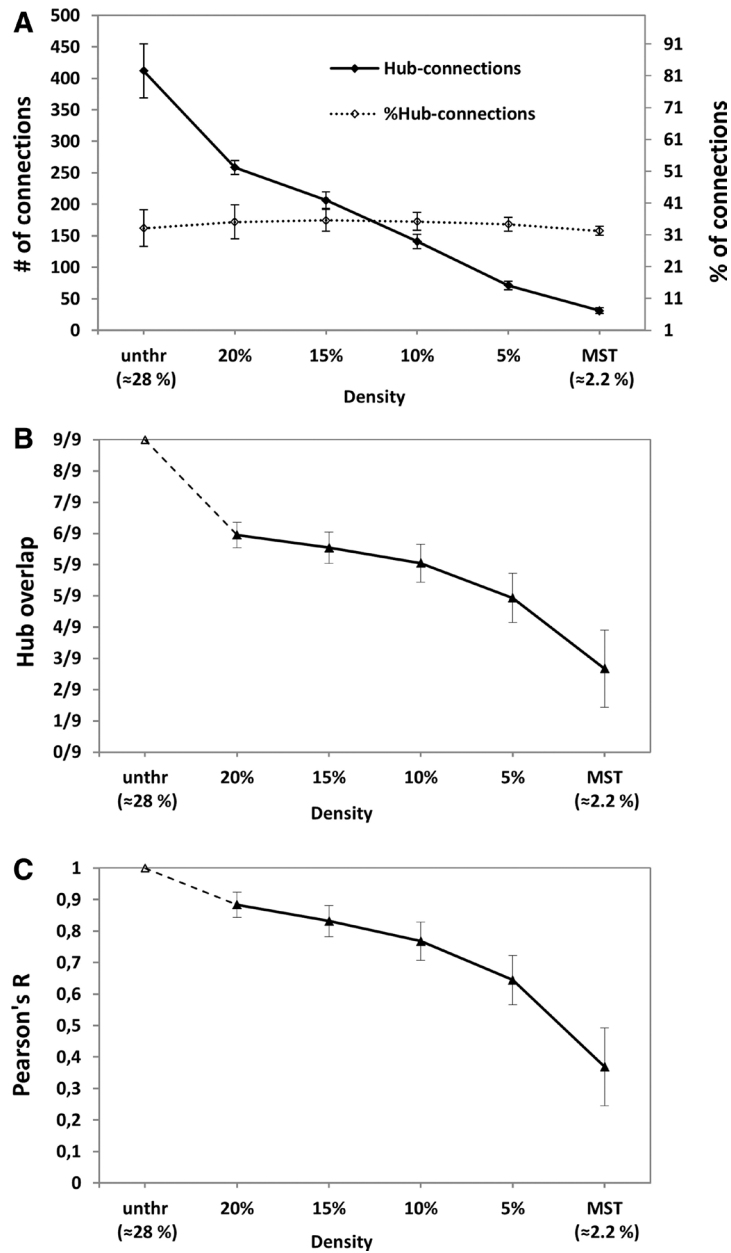 A
500
450
400
350
300
250
200
150
100
50
0
# of connections
Hub-connections
%Hub-connections
91
81
71
61
51
41
31
21
11
1
% of connections
unthr 20% 15% 10% 5% MST
(≈28 %) (≈2.2 %)
Density
B
9/9
8/9
7/9
6/9
5/9
5/9
4/9
3/9
2/9
1/9
0/9
Hub overlap
unthr 20% 15% 10% 5% MST
(≈28 %) (≈2.2 %)
Density
C
1
0,9
0,8
0,7
0,6
0,5
0,4
0,3
0,2
0,1
0
Pearson's R
unthr 20% 15% 10% 5% MST
(≈28 %) (≈2.2 %)
Density